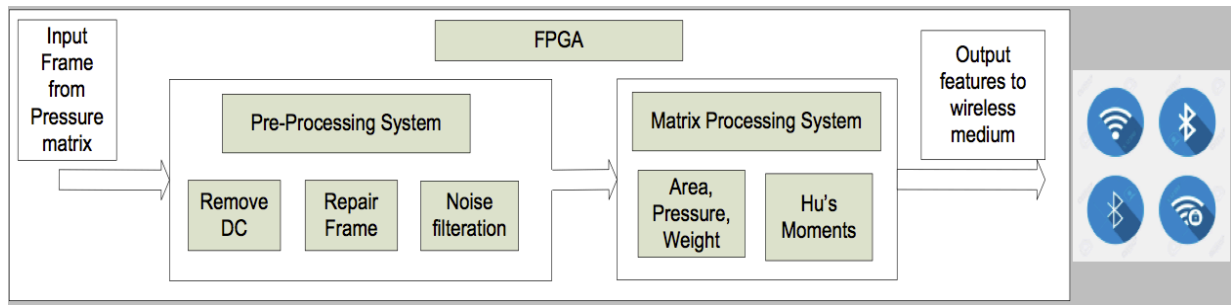 Input
Frame
from
Pressure
matrix
FPGA
Output
features to
wireless
medium
Pre-Processing System
Remove
DC
Repair
Frame
Noise
filteration
Matrix Processing System
Area,
Pressure,
Weight
Hu's
Moments